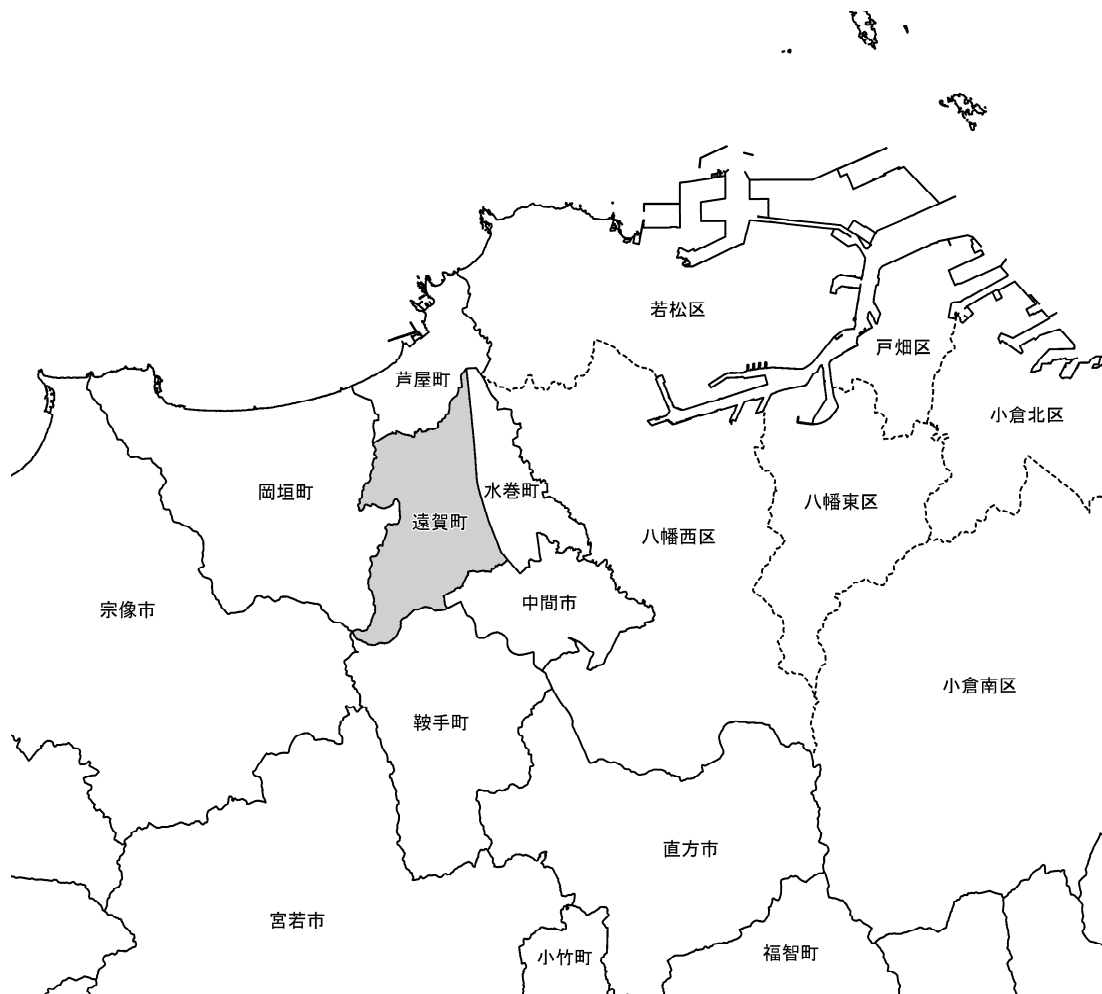 若松区
戸畑区
芦屋町
小倉北区
岡垣町
水巻町
八幡東区
遠賀町
八幡西区
中間市
宗像市
小倉南区
鞍手町
直方市
宮若市
福智町
小竹町